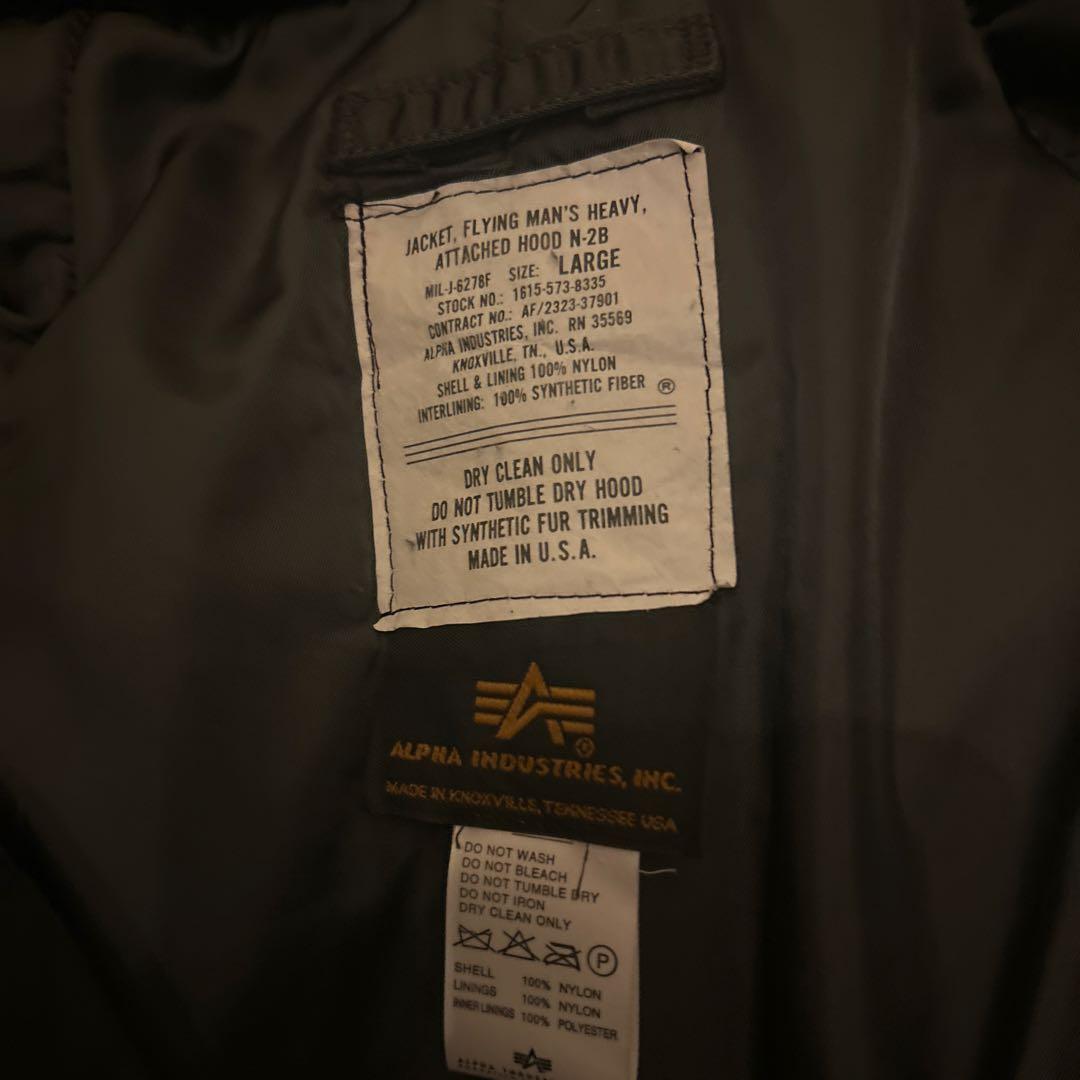 JACKET, FLYING MAN'S HEAVY,
ATTACHED HOOD N-2B
MIL-J-6278F SIZE: LARGE
STOCK NO.: 1615-573-8335
CONTRACT NO.: AF/2323-37901
ALPHA INDUSTRIES, INC. RN 35569
KNOXVILLE, TN., U.S.A.
SHELL & LINING 100% NYLON
INTERLINING: 100% SYNTHETIC FIBER ®
DRY CLEAN ONLY
DO NOT TUMBLE DRY HOOD
WITH SYNTHETIC FUR TRIMMING
MADE IN U.S.A.
ALPHA INDUSTRIES, INC.
MADE IN KNOXVILLE, TENNESSEE USA
DO NOT WASH
DO NOT BLEACH
DO NOT TUMBLE DRY
DO NOT IRON
DRY CLEAN ONLY
P
SHELL 100% NYLON
LININGS 100% NYLON
INNER LININGS 100% POLYESTER
ALPHA